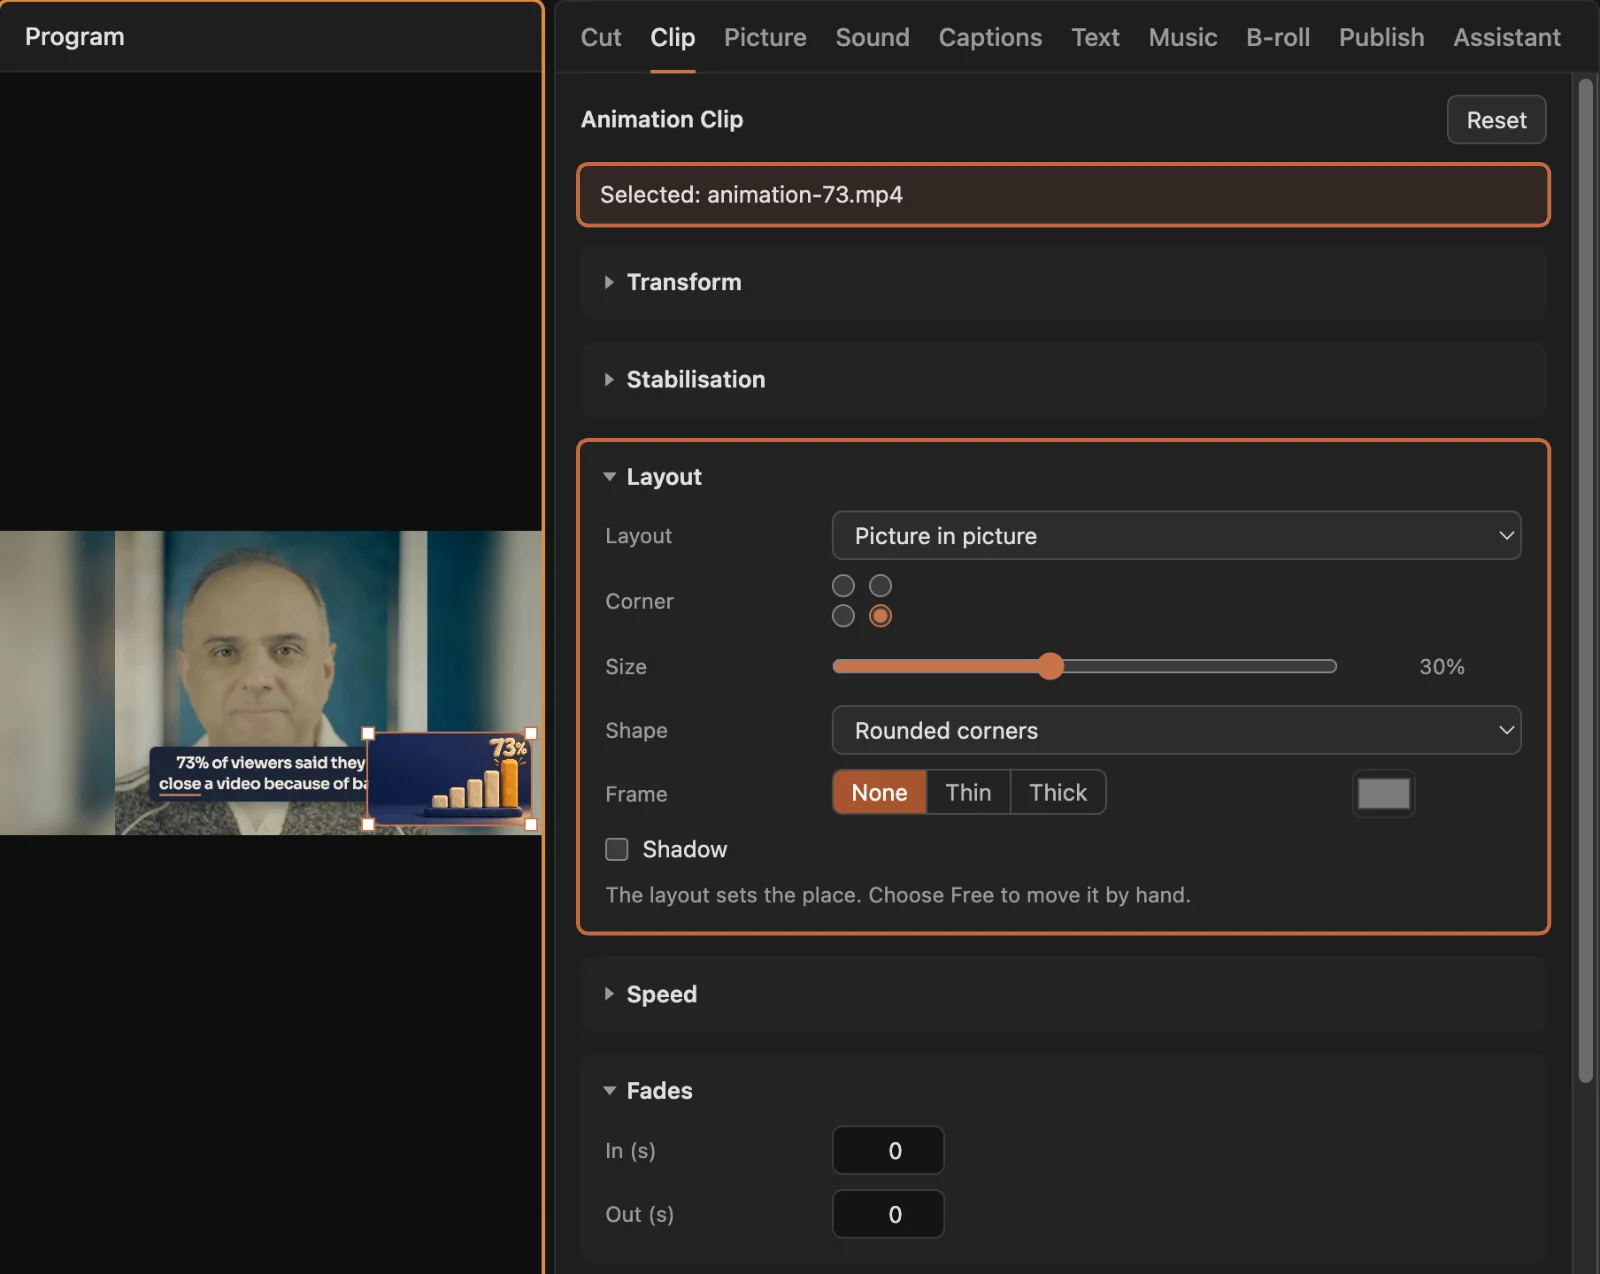 Program
Cut Clip Picture Sound Captions Text Music B-roll Publish Assistant
Animation Clip
Reset
Selected: animation-73.mp4
Transform
Stabilisation
Layout
Layout Picture in picture
Corner
Size 30%
Shape Rounded corners
Frame None Thin Thick
Shadow
The layout sets the place. Choose Free to move it by hand.
Speed
Fades
In (s) 0
Out (s) 0
73%
73% of viewers said they
close a video because of